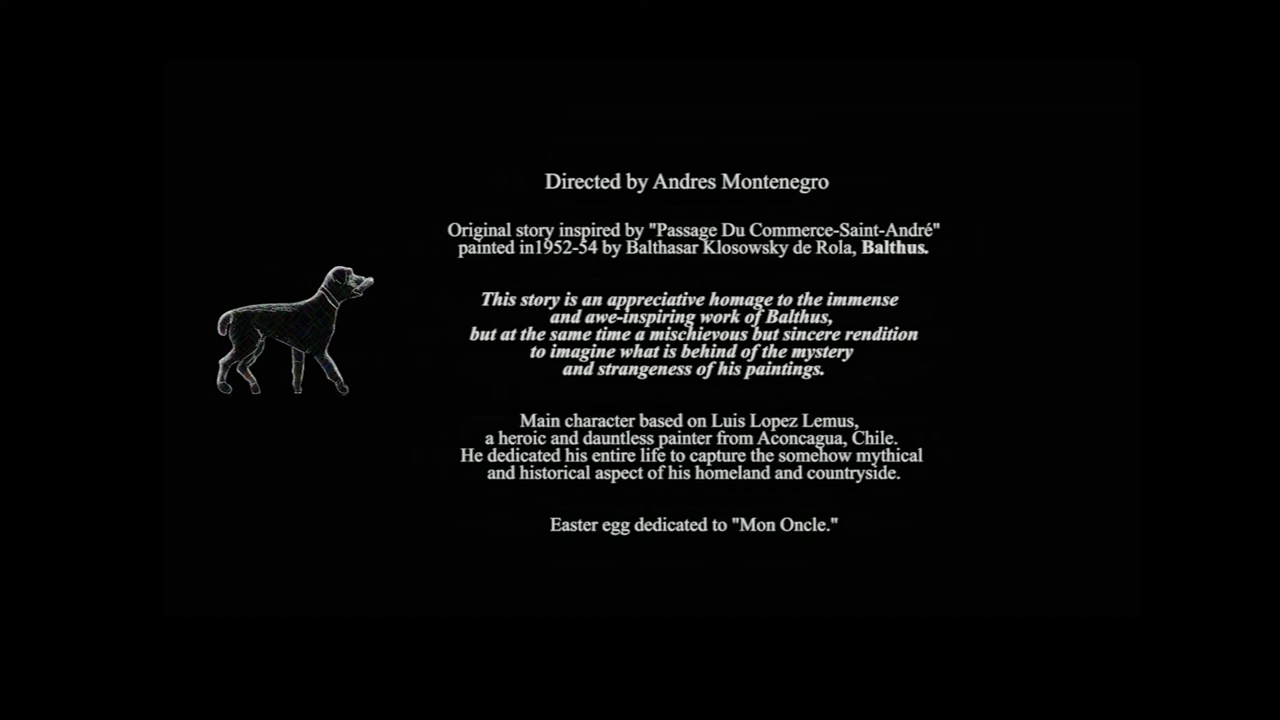 Directed by Andres Montenegro
Original story inspired by "Passage Du Commerce-Saint-André"
painted in1952-54 by Balthasar Klosowsky de Rola, Balthus.
This story is an appreciative homage to the immense
and awe-inspiring work of Balthus,
but at the same time a mischievous but sincere rendition
to imagine what is behind of the mystery
and strangeness of his paintings.
Main character based on Luis Lopez Lemus,
a heroic and dauntless painter from Aconcagua, Chile.
He dedicated his entire life to capture the somehow mythical
and historical aspect of his homeland and countryside.
Easter egg dedicated to "Mon Oncle."